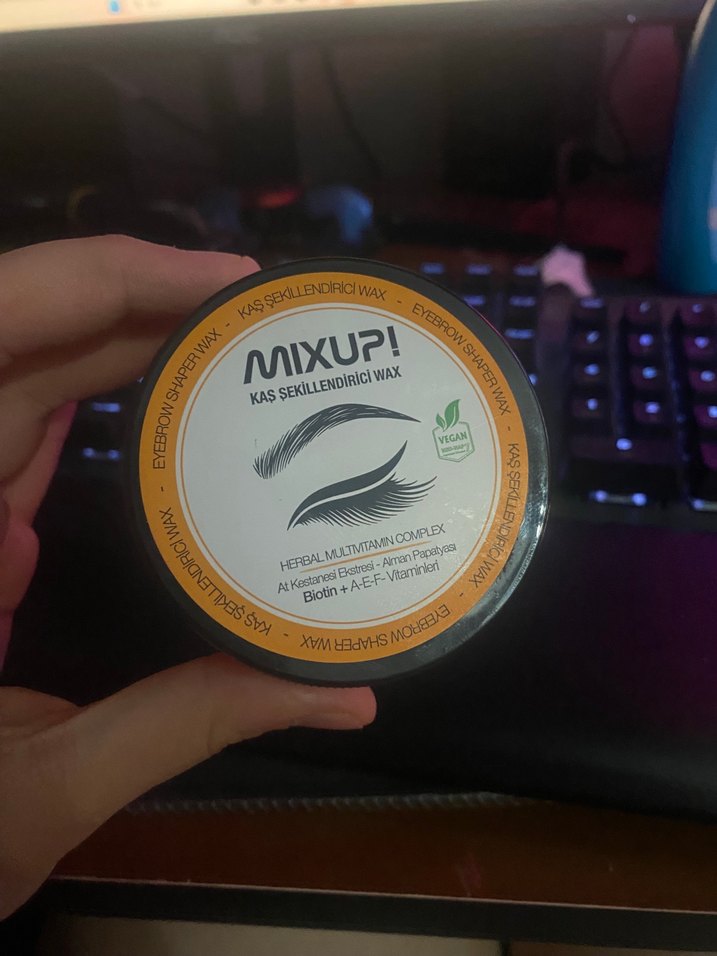 MIXUP!
KAŞ ŞEKİLLENDİRİCİ WAX
VEGAN
HERBAL MULTIVITAMIN COMPLEX
At Kestanesi Ekstresi - Alman Papatyası
Biotin + A-E-F- Vitaminleri
KAŞ ŞEKİLLENDİRİCİ WAX - EYEBROW SHAPER WAX - KAŞ ŞEKİLLENDİRİCİ WAX - EYEBROW SHAPER WAX - KAŞ ŞEKİLLENDİRİCİ WAX - EYEBROW SHAPER WAX -